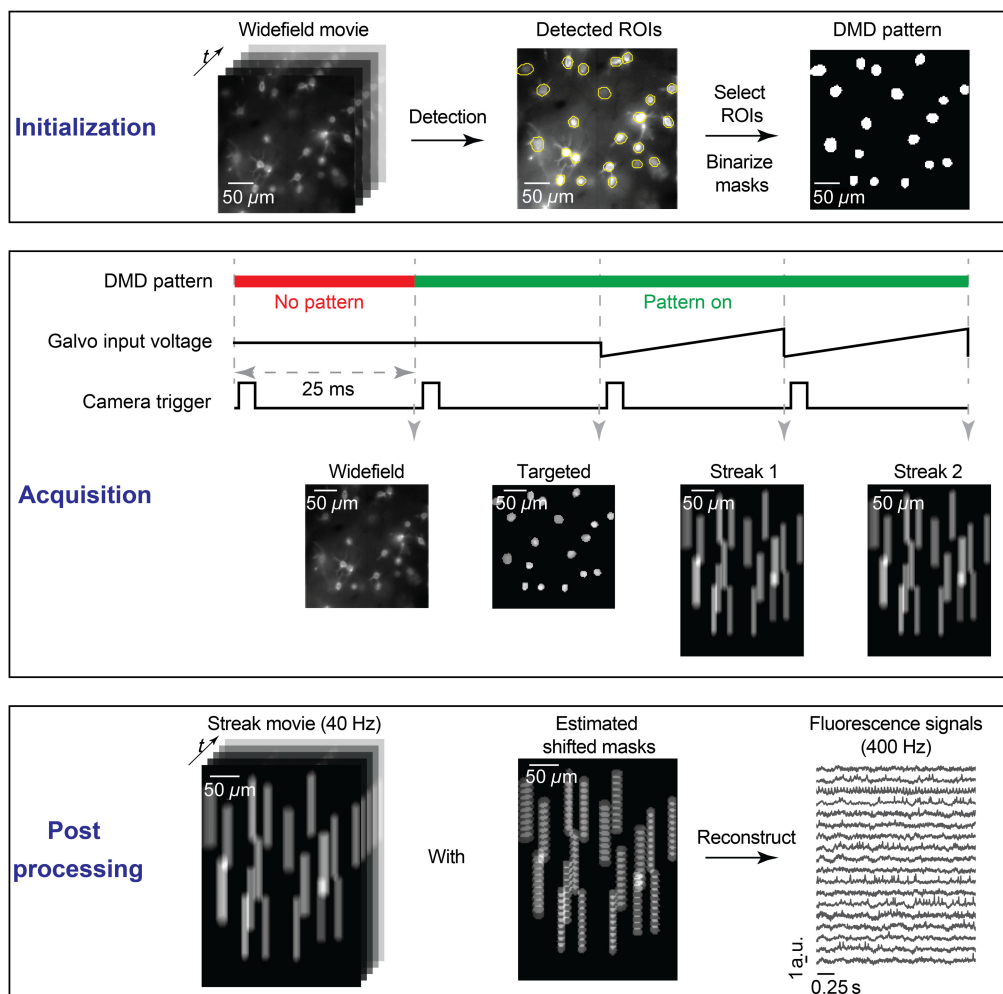 Initialization
Widefield movie
t
50 µm
Detection
Detected ROIs
50 µm
Select
ROIs
Binarize
masks
DMD pattern
50 µm
Acquisition
DMD pattern
No pattern
Pattern on
Galvo input voltage
25 ms
Camera trigger
Widefield
50 µm
Targeted
50 µm
Streak 1
50 µm
Streak 2
50 µm
Post
processing
Streak movie (40 Hz)
t
50 µm
With
Estimated
shifted masks
50 µm
Reconstruct
Fluorescence signals
(400 Hz)
1a.u.
0.25 s